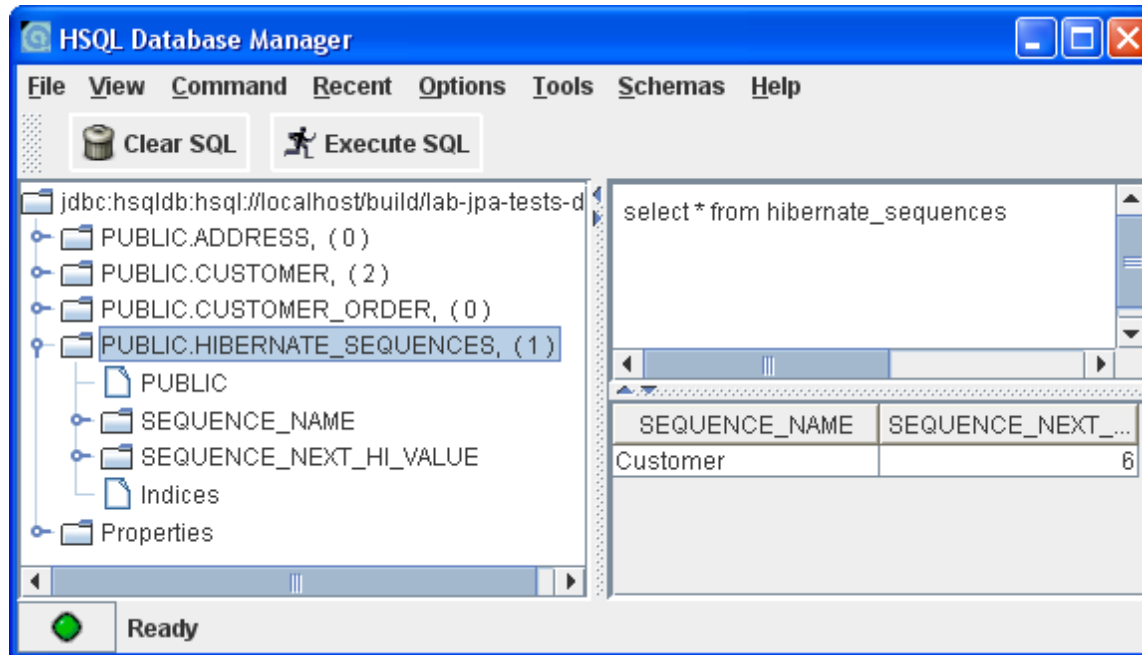 HSQL Database Manager
File View Command Recent Options Tools Schemas Help
Clear SQL Execute SQL
jdbc:hsqldb:hsql://localhost/build/lab-jpa-tests-d
PUBLIC.ADDRESS, (0)
PUBLIC.CUSTOMER, (2)
PUBLIC.CUSTOMER_ORDER, (0)
PUBLIC.HIBERNATE_SEQUENCES, (1)
PUBLIC
SEQUENCE_NAME
SEQUENCE_NEXT_HI_VALUE
Indices
Properties
select * from hibernate_sequences
SEQUENCE_NAME SEQUENCE_NEXT_...
Customer 6
Ready